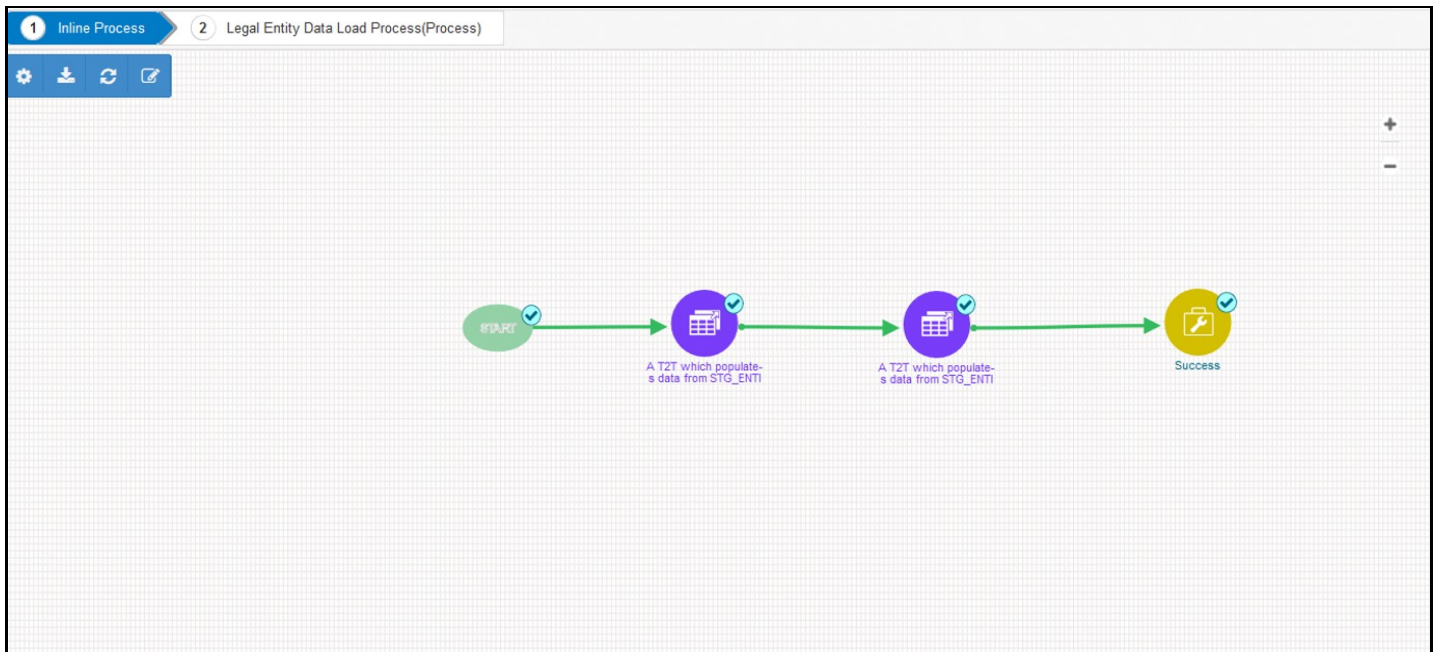 1 Inline Process 2 Legal Entity Data Load Process(Process)
+
−
START
A T2T which populate-
s data from STG_ENTI
A T2T which populate-
s data from STG_ENTI
Success